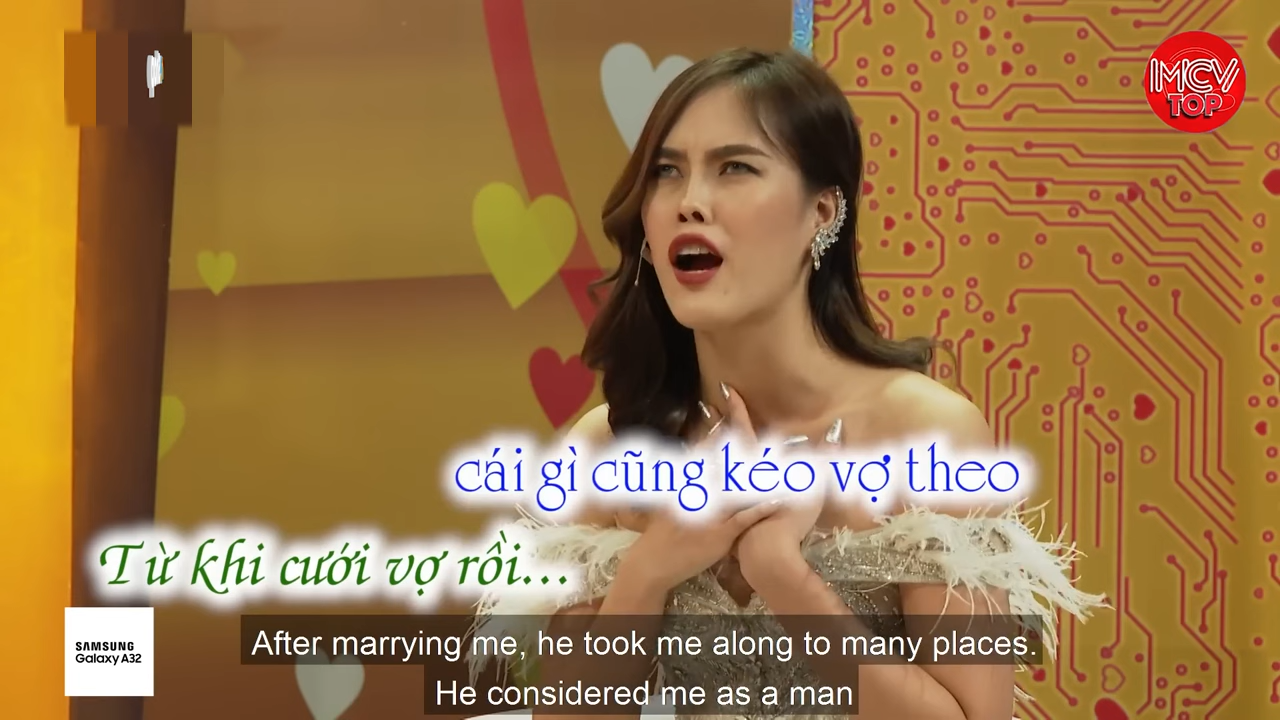 MCV
TOP
cái gì cũng kéo vợ theo
Từ khi cưới vợ rồi...
SAMSUNG
Galaxy A32
After marrying me, he took me along to many places.
He considered me as a man